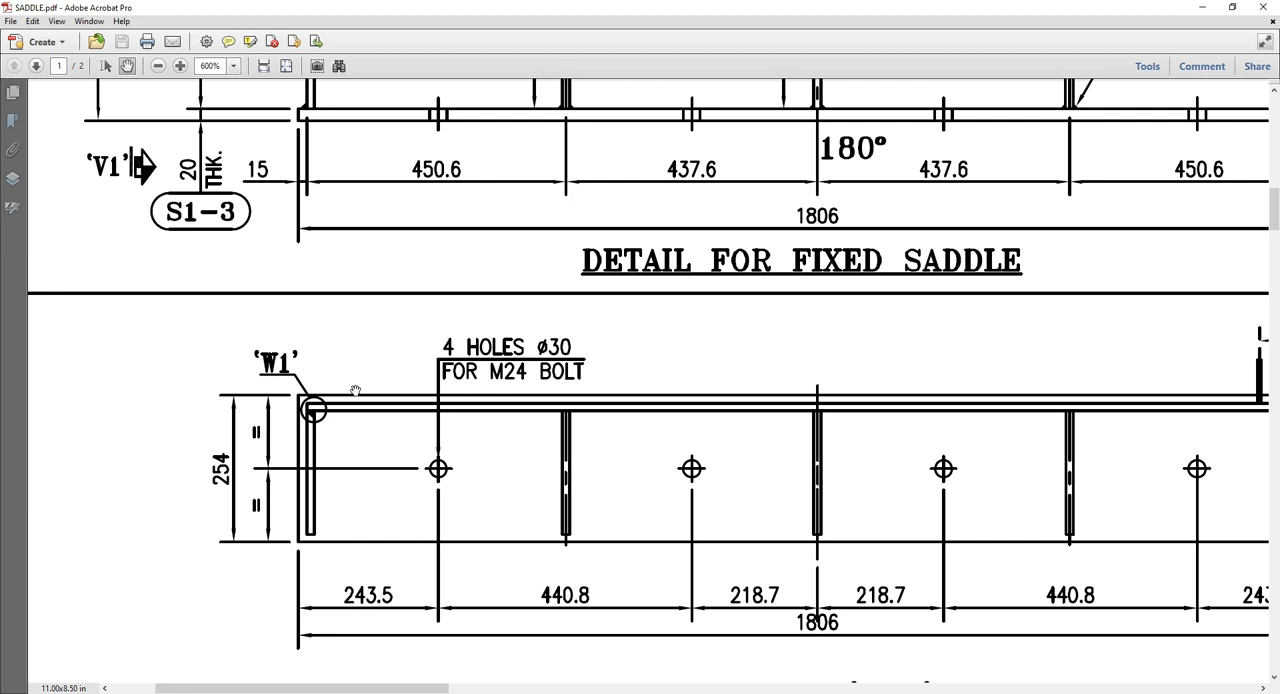 SADDLE.pdf - Adobe Acrobat Pro
File Edit View Window Help
Create
1 / 2 600% Tools Comment Share
'V1' 20 THK. 15 450.6 437.6 180° 437.6 450.6
S1-3
1806
DETAIL FOR FIXED SADDLE
'W1' 4 HOLES ø30
FOR M24 BOLT
254 = =
243.5 440.8 218.7 218.7 440.8 243
1806
11.00x8.50 in